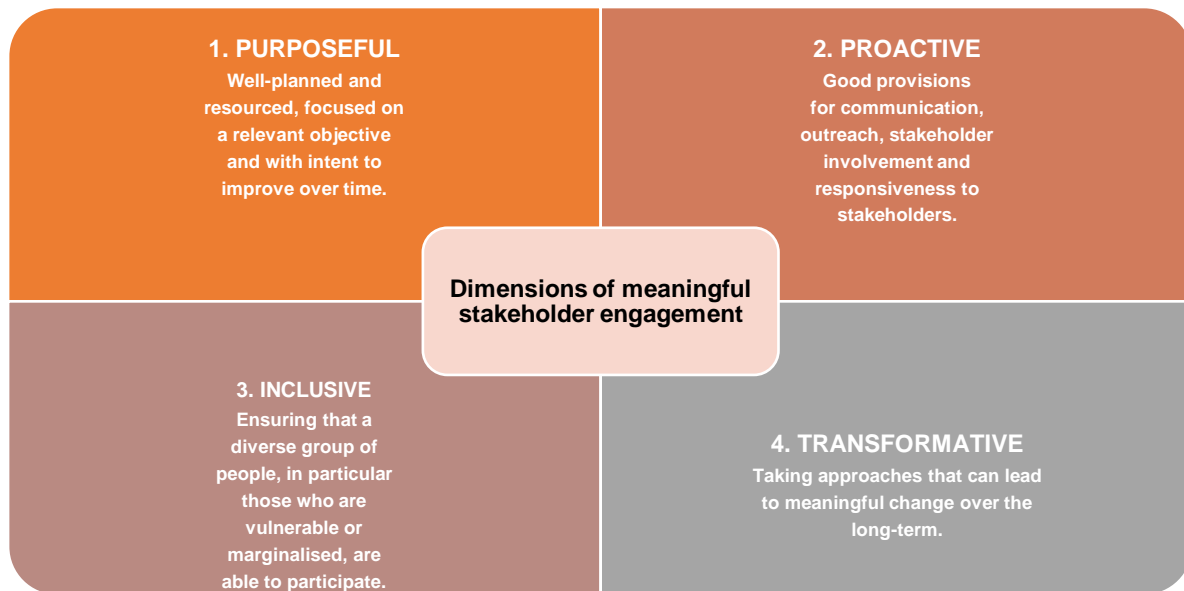 1. PURPOSEFUL
Well-planned and
resourced, focused on
a relevant objective
and with intent to
improve over time.
2. PROACTIVE
Good provisions
for communication,
outreach, stakeholder
involvement and
responsiveness to
stakeholders.
Dimensions of meaningful
stakeholder engagement
3. INCLUSIVE
Ensuring that a
diverse group of
people, in particular
those who are
vulnerable or
marginalised, are
able to participate.
4. TRANSFORMATIVE
Taking approaches that can lead
to meaningful change over the
long-term.